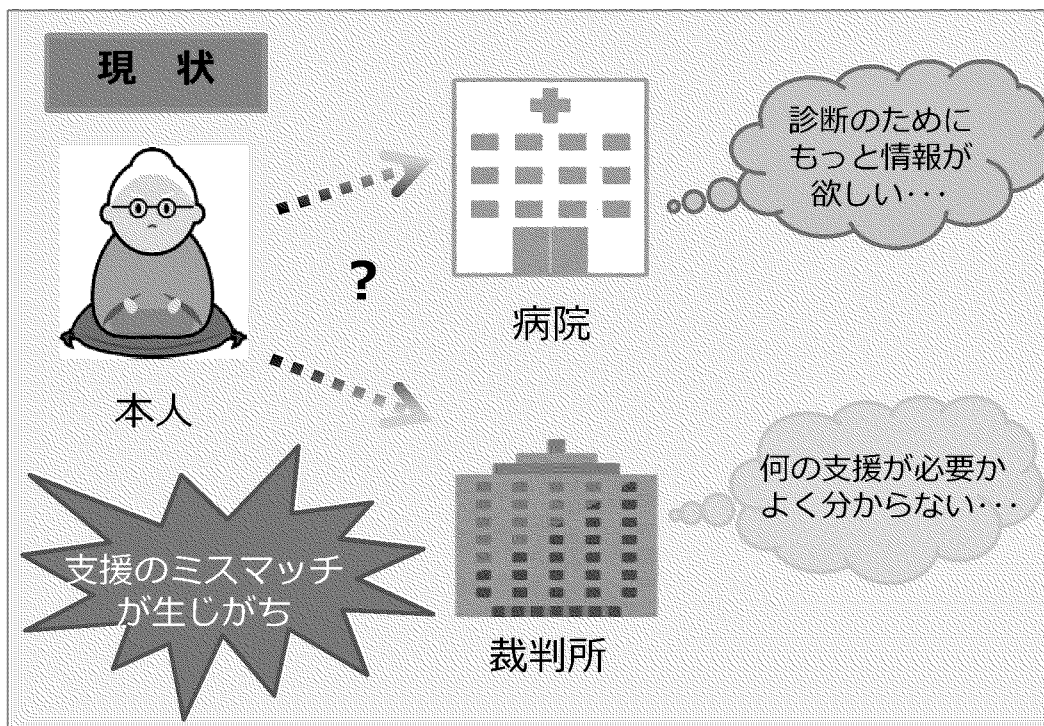 現　状
診断のために
もっと情報が
欲しい･･･
?
病院
本人
何の支援が必要か
よく分からない･･･
支援のミスマッチ
が生じがち
裁判所